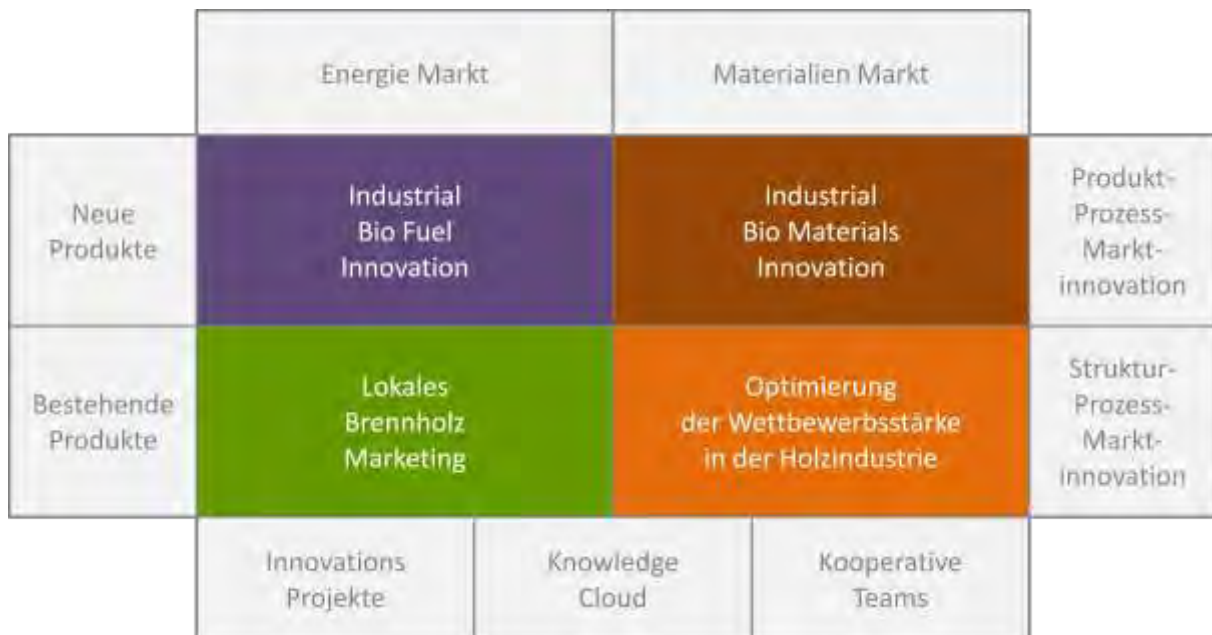 Energie Markt
Materialien Markt
Neue
Produkte
Industrial
Bio Fuel
Innovation
Industrial
Bio Materials
Innovation
Produkt-
Prozess-
Markt-
innovation
Bestehende
Produkte
Lokales
Brennholz
Marketing
Optimierung
der Wettbewerbsstärke
in der Holzindustrie
Struktur-
Prozess-
Markt-
innovation
Innovations
Projekte
Knowledge
Cloud
Kooperative
Teams